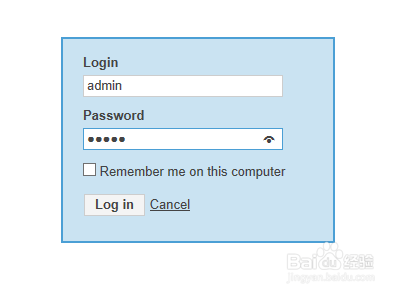 Login
admin
Password
●●●●●
Remember me on this computer
Log in Cancel
Baidu 经验
jingyan.baidu.com